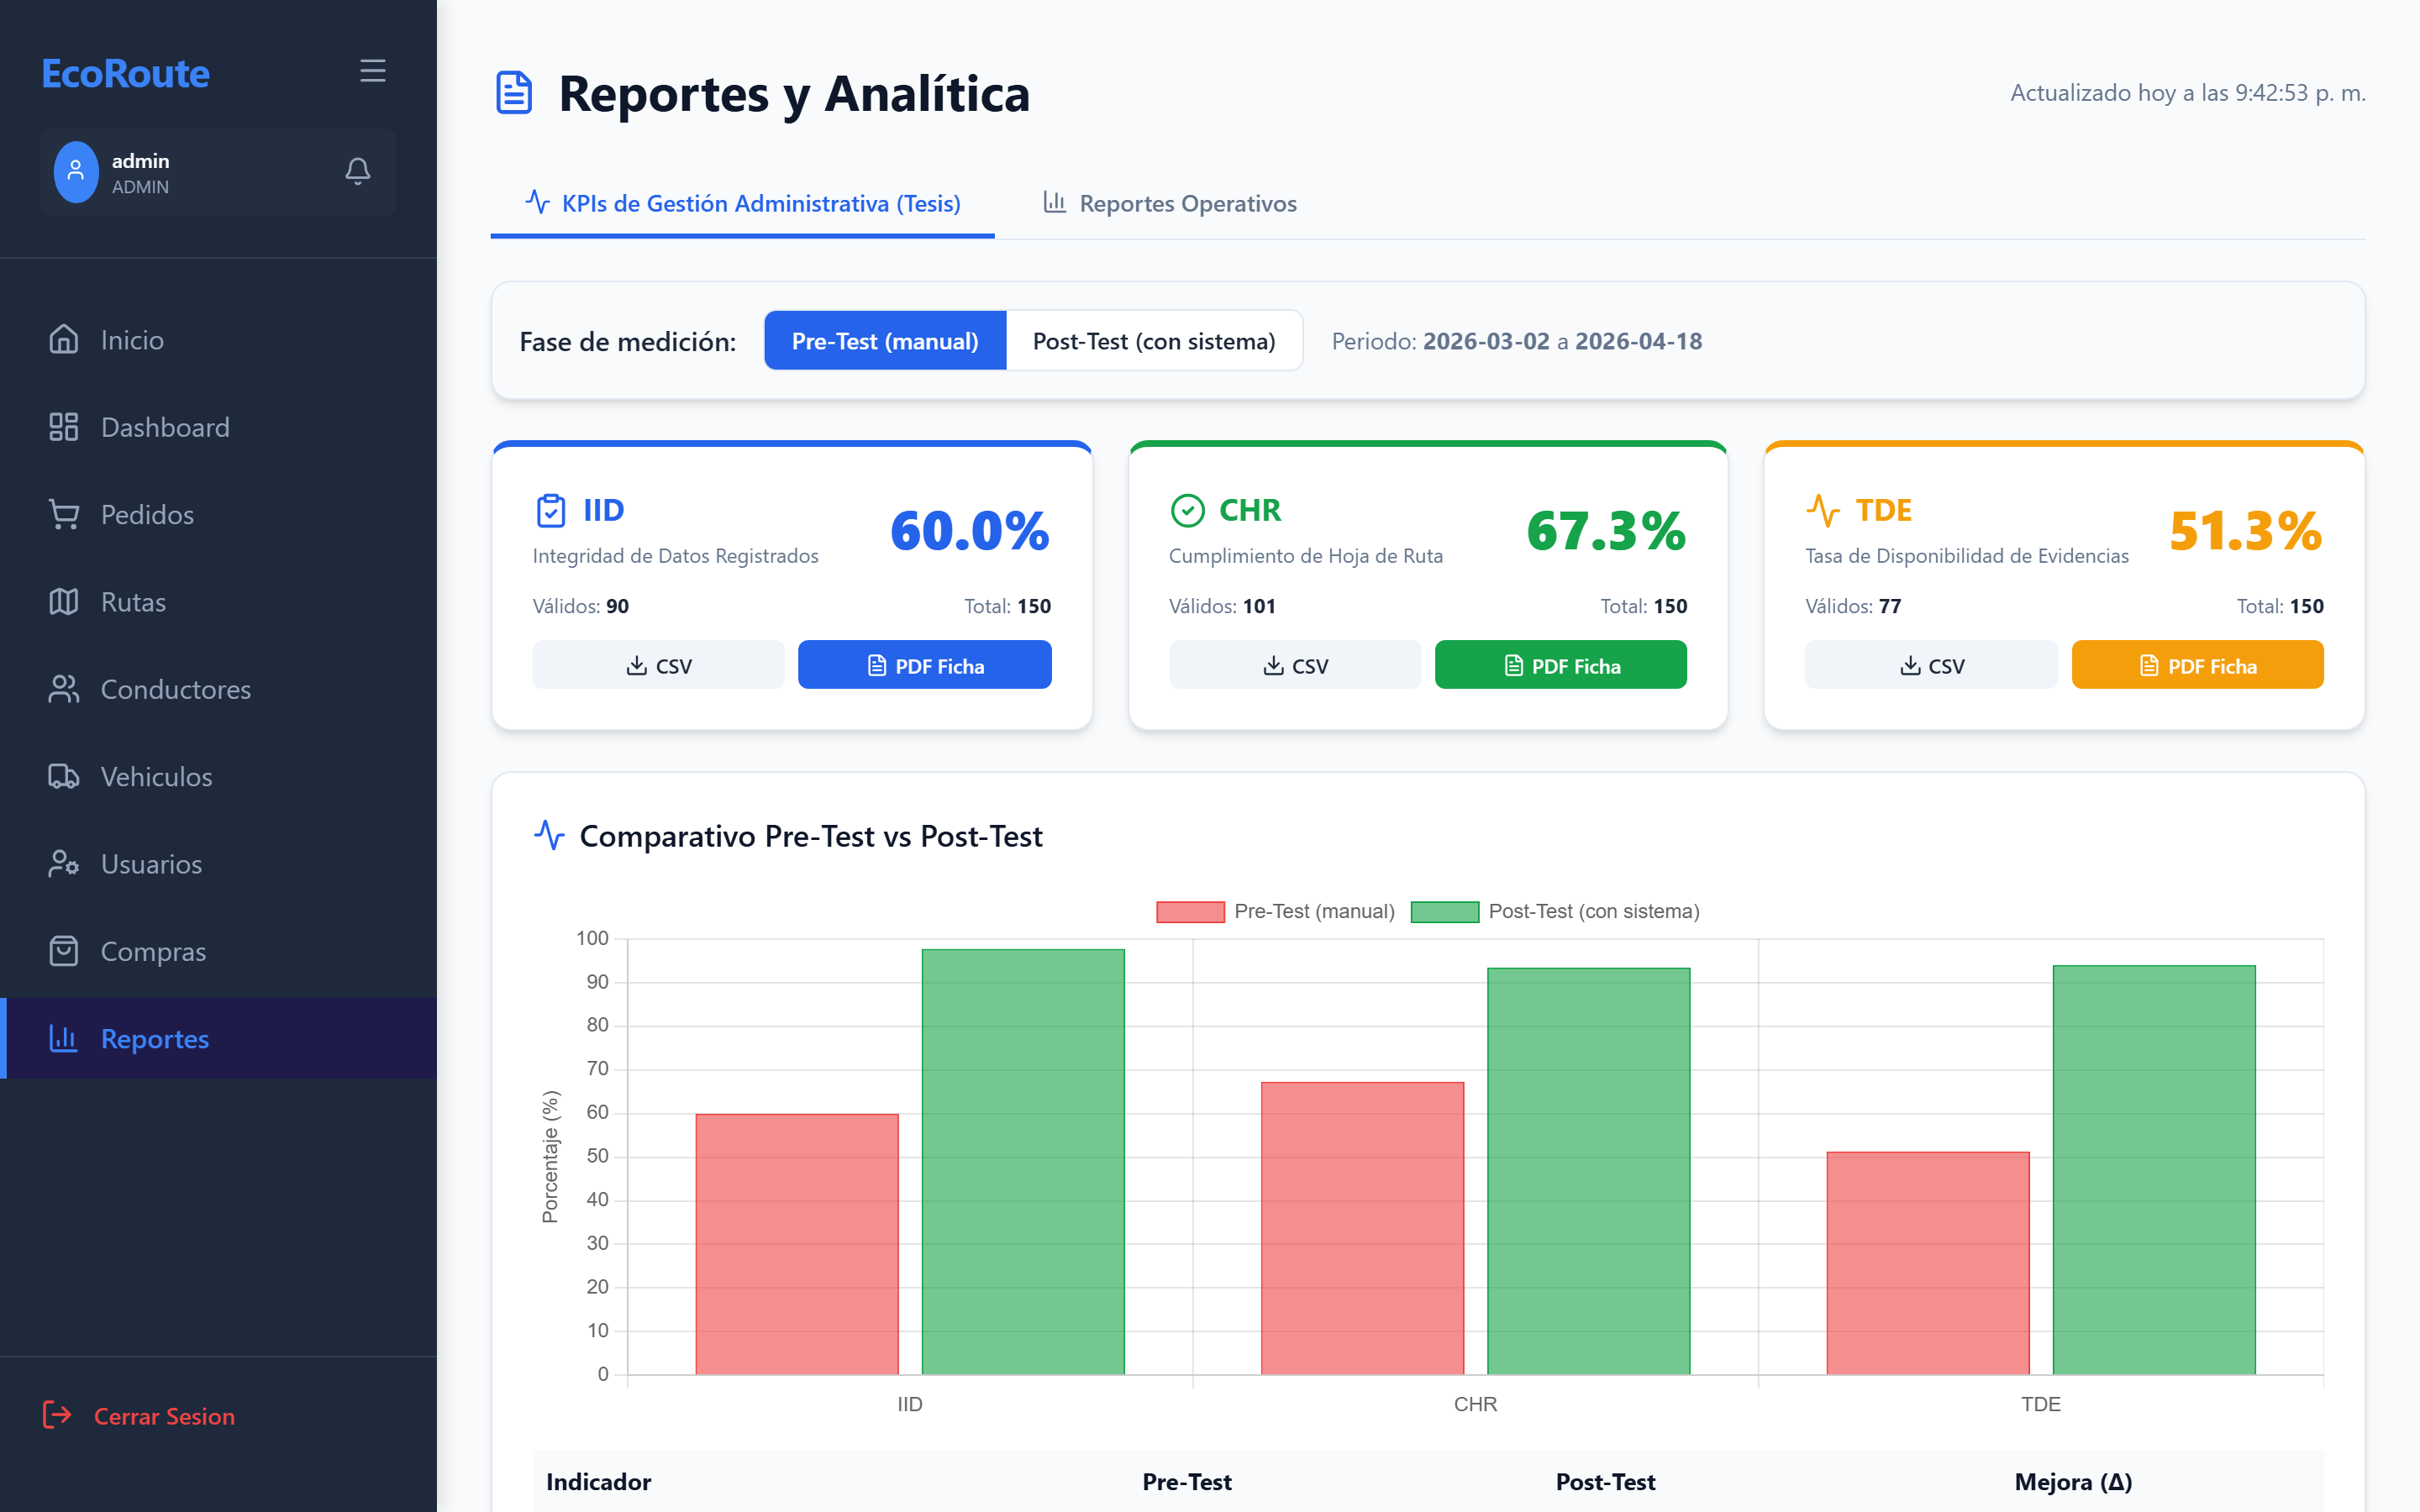 EcoRoute
admin
ADMIN
Inicio
Dashboard
Pedidos
Rutas
Conductores
Vehiculos
Usuarios
Compras
Reportes
Cerrar Sesion
Reportes y Analítica
Actualizado hoy a las 9:42:53 p. m.
KPIs de Gestión Administrativa (Tesis)
Reportes Operativos
Fase de medición: Pre-Test (manual) Post-Test (con sistema) Periodo: 2026-03-02 a 2026-04-18
IID
60.0%
Integridad de Datos Registrados
Válidos: 90 Total: 150
CSV PDF Ficha
CHR
67.3%
Cumplimiento de Hoja de Ruta
Válidos: 101 Total: 150
CSV PDF Ficha
TDE
51.3%
Tasa de Disponibilidad de Evidencias
Válidos: 77 Total: 150
CSV PDF Ficha
Comparativo Pre-Test vs Post-Test
Pre-Test (manual) Post-Test (con sistema)
Porcentaje (%)
100
90
80
70
60
50
40
30
20
10
0
IID CHR TDE
Indicador Pre-Test Post-Test Mejora (Δ)